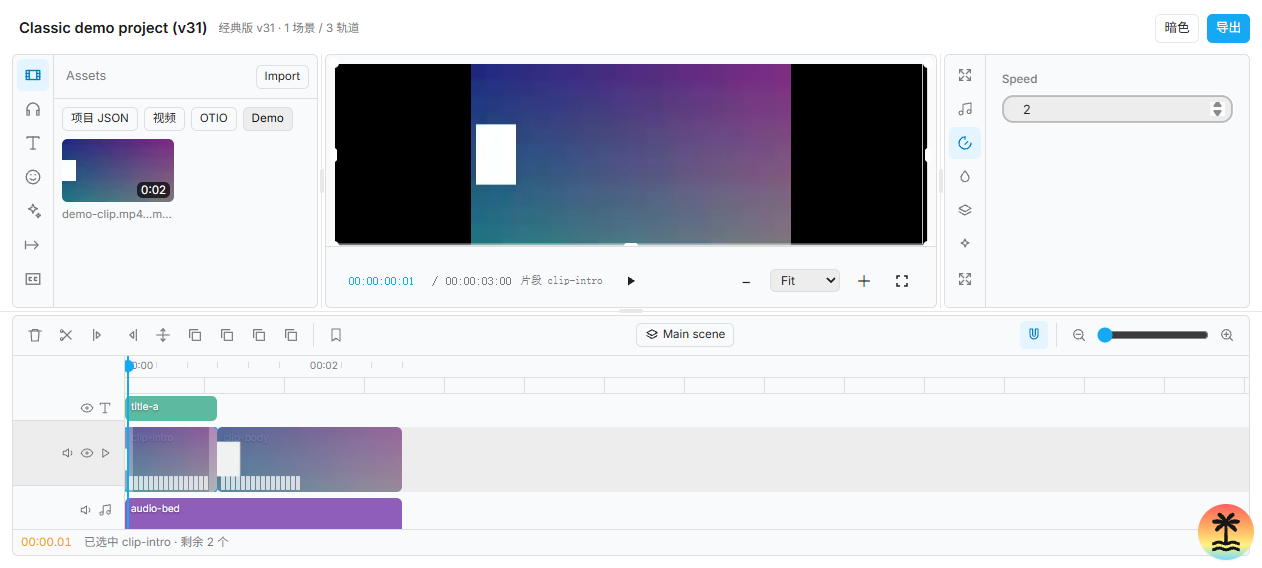 Classic demo project (v31) 经典版 v31 · 1 场景 / 3 轨道 暗色 导出
Assets Import
项目 JSON 视频 OTIO Demo
0:02
demo-clip.mp4...m...
00:00:00:01 / 00:00:03:00 片段 clip-intro
Fit
Speed
2
Main scene
0:00 00:02
title-a
clip-intro clip-body
audio-bed
00:00.01 已选中 clip-intro · 剩余 2 个